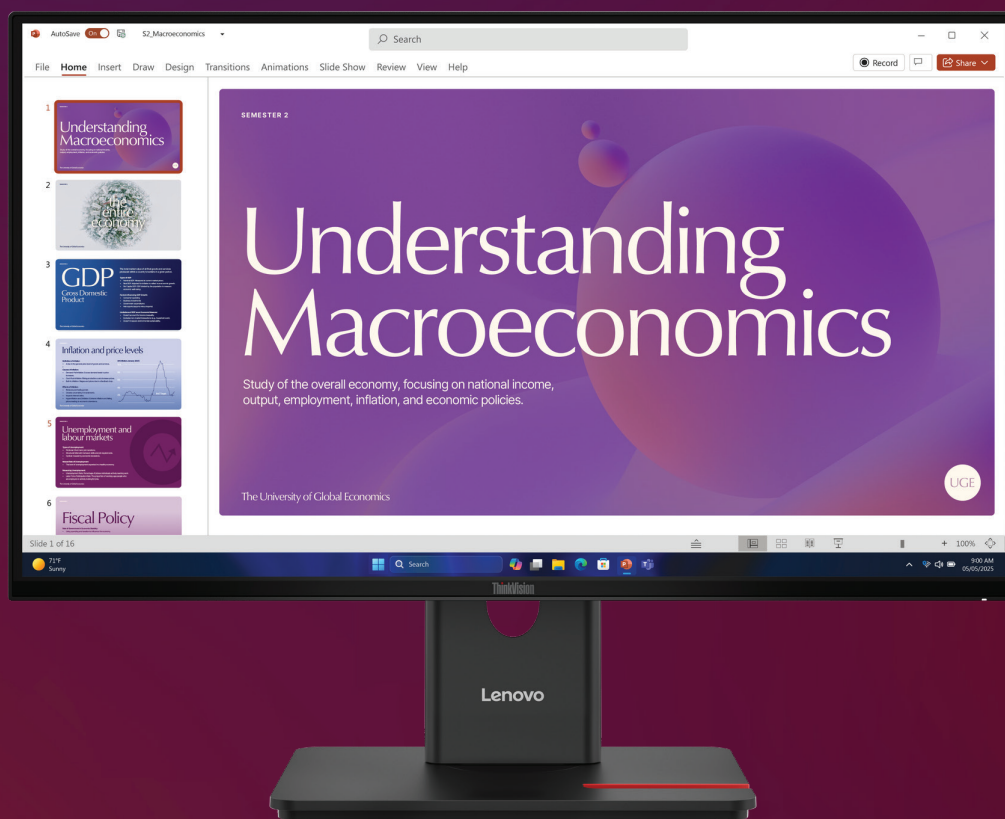 AutoSave On S2_Macroeconomics
Search
File Home Insert Draw Design Transitions Animations Slide Show Review View Help
Record Share
1
Understanding
Macroeconomics
2
the
entire
economy
3
GDP
Gross Domestic
Product
4
Inflation and price levels
5
Unemployment and
labour markets
6
Fiscal Policy
SEMESTER 2
Understanding
Macroeconomics
Study of the overall economy, focusing on national income,
output, employment, inflation, and economic policies.
The University of Global Economics
UGE
Slide 1 of 16
100%
71°F
Sunny
Search
9:00 AM
05/05/2025
ThinkVision
Lenovo